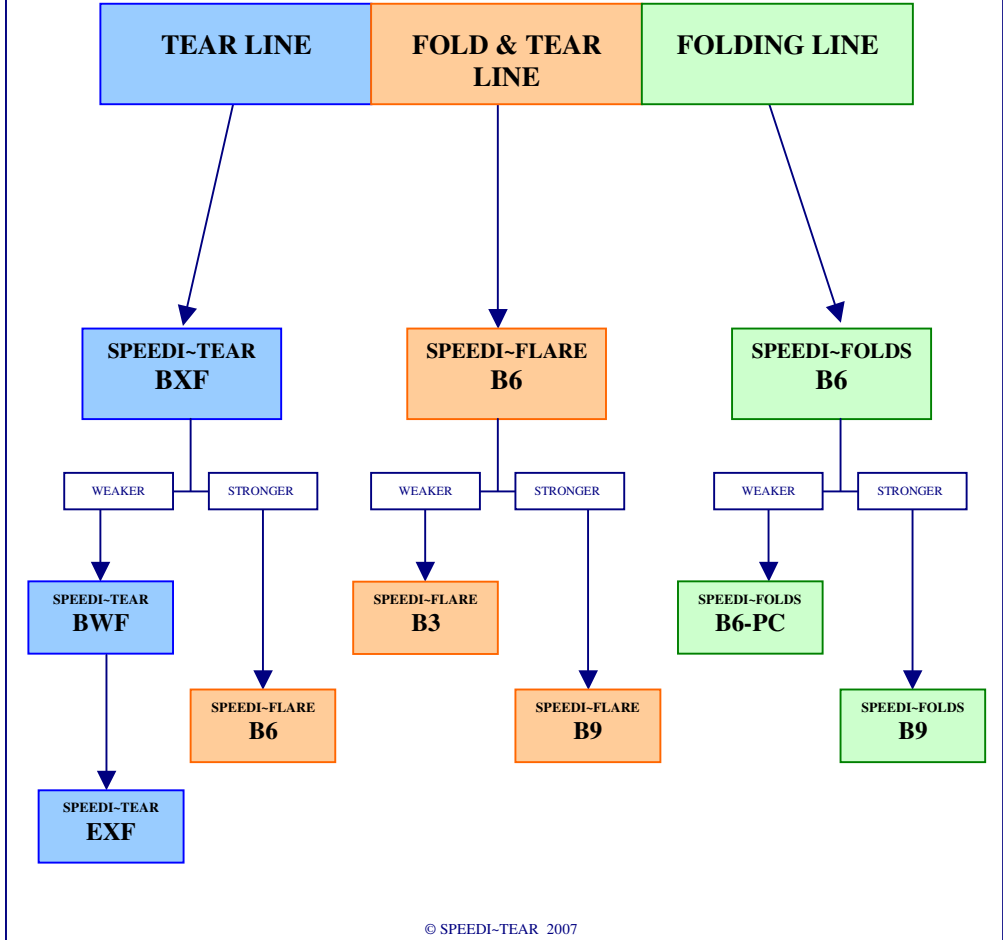 TEAR LINE
FOLD & TEAR
LINE
FOLDING LINE
SPEEDI~TEAR
BXF
SPEEDI~FLARE
B6
SPEEDI~FOLDS
B6
WEAKER
STRONGER
WEAKER
STRONGER
WEAKER
STRONGER
SPEEDI~TEAR
BWF
SPEEDI~FLARE
B3
SPEEDI~FOLDS
B6-PC
SPEEDI~FLARE
B6
SPEEDI~FLARE
B9
SPEEDI~FOLDS
B9
SPEEDI~TEAR
EXF
© SPEEDI~TEAR 2007